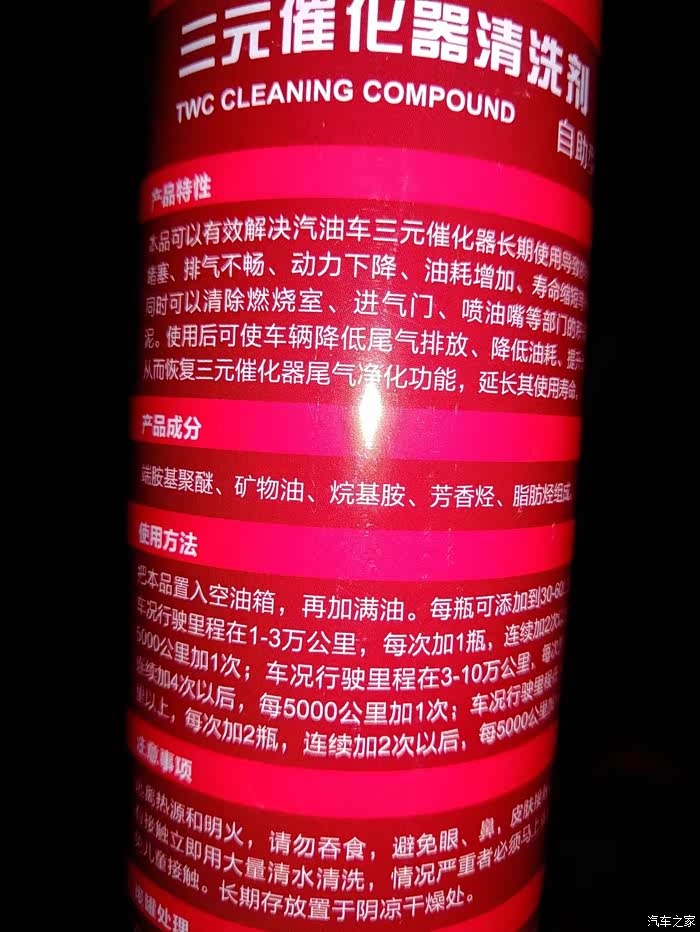 三元催化器清洗剂
TWC CLEANING COMPOUND
自助
产品特性
本品可以有效解决汽油车三元催化器长期使用导致
堵塞、排气不畅、动力下降、油耗增加、寿命缩短
同时可以清除燃烧室、进气门、喷油嘴等部门的积
泥。使用后可使车辆降低尾气排放、降低油耗、提升
从而恢复三元催化器尾气净化功能，延长其使用寿命。
产品成分
端胺基聚醚、矿物油、烷基胺、芳香烃、脂肪烃组成
使用方法
把本品置入空油箱，再加满油。每瓶可添加到30-60
车况行驶里程在1-3万公里，每次加1瓶，连续加2次
5000公里加1次；车况行驶里程在3-10万公里，每次
连续加4次以后，每5000公里加1次；车况行驶里程
里以上，每次加2瓶，连续加2次以后，每5000公里
注意事项
热源和明火，请勿吞食，避免眼、鼻、皮肤
接触立即用大量清水清洗，情况严重者必须马上
儿童接触。长期存放置于阴凉干燥处。
罐处理
汽车之家